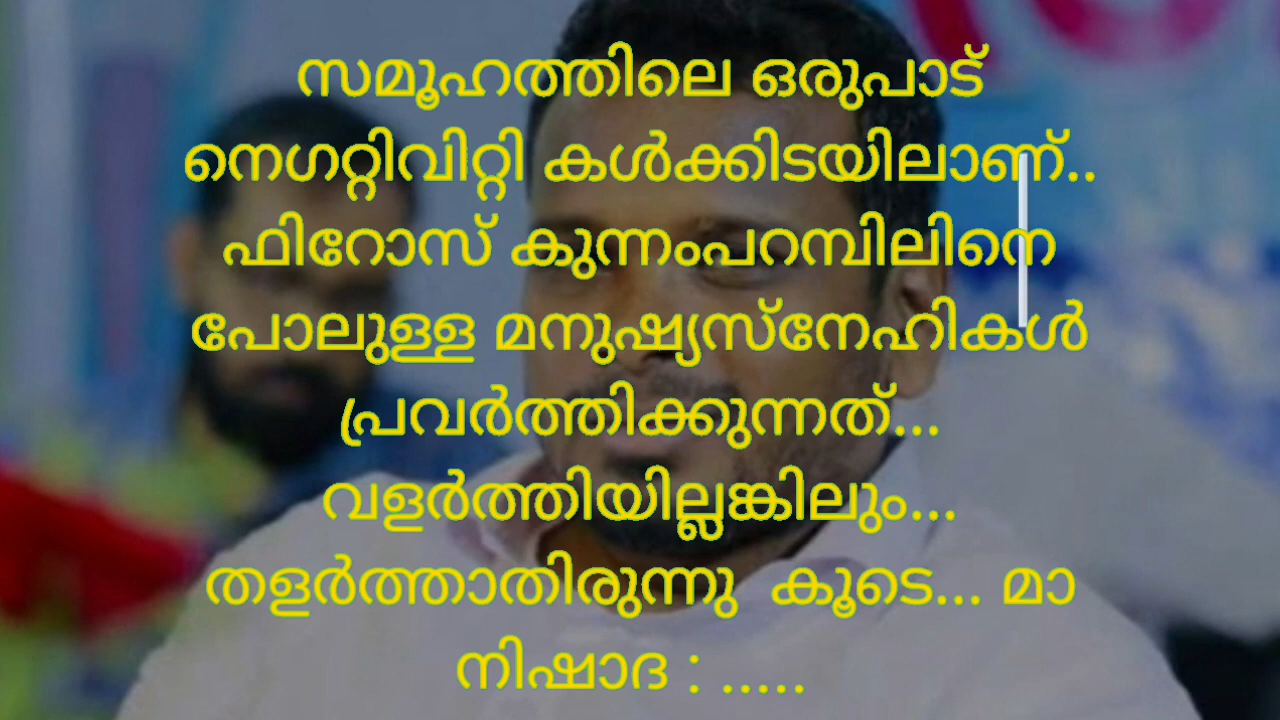 സമൂഹത്തിലെ ഒരുപാട്
നെഗറ്റിവിറ്റി കൾക്കിടയിലാണ്..
ഫിറോസ് കുന്നംപറമ്പിലിനെ
പോലുള്ള മനുഷ്യസ്നേഹികൾ
പ്രവർത്തിക്കുന്നത്...
വളർത്തിയില്ലങ്കിലും...
തളർത്താതിരുന്നു കൂടെ... മാ
നിഷാദ : .....